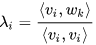 λ_i = ⟨v_i, w_k⟩ / ⟨v_i, v_i⟩